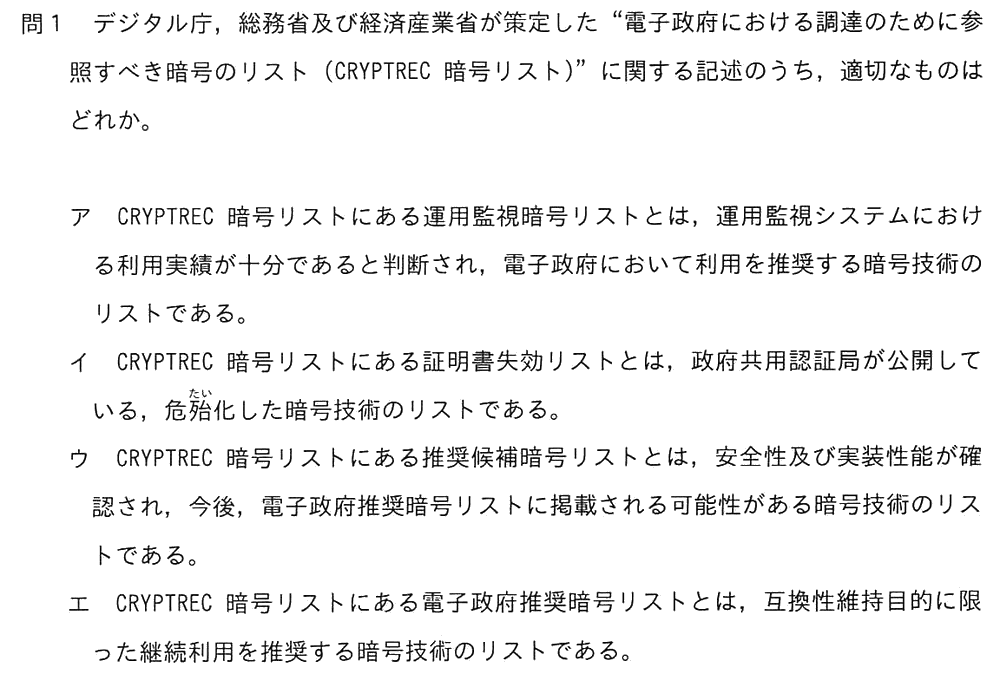 問1 デジタル庁，総務省及び経済産業省が策定した“電子政府における調達のために参
照すべき暗号のリスト（CRYPTREC 暗号リスト）”に関する記述のうち，適切なものは
どれか。
ア CRYPTREC 暗号リストにある運用監視暗号リストとは，運用監視システムにおけ
る利用実績が十分であると判断され，電子政府において利用を推奨する暗号技術の
リストである。
イ CRYPTREC 暗号リストにある証明書失効リストとは，政府共用認証局が公開して
たい
いる，危殆化した暗号技術のリストである。
ウ CRYPTREC 暗号リストにある推奨候補暗号リストとは，安全性及び実装性能が確
認され，今後，電子政府推奨暗号リストに掲載される可能性がある暗号技術のリス
トである。
エ CRYPTREC 暗号リストにある電子政府推奨暗号リストとは，互換性維持目的に限
った継続利用を推奨する暗号技術のリストである。